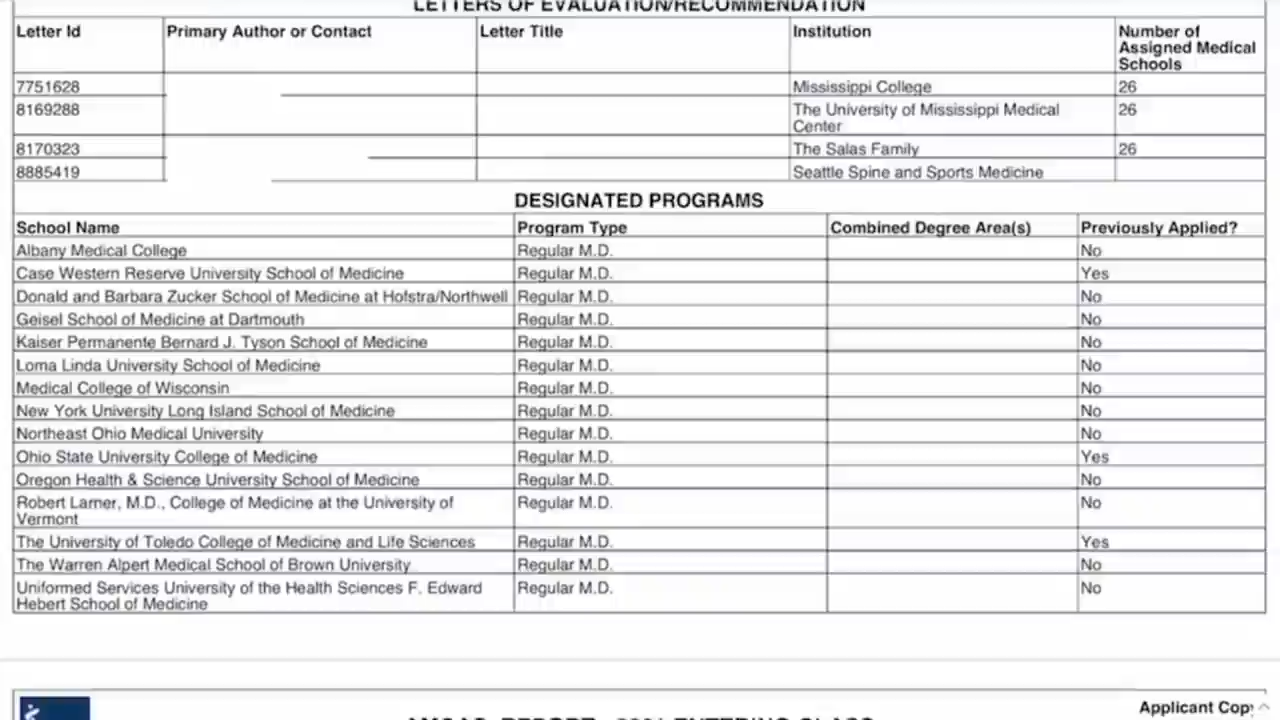 LETTERS OF EVALUATION/RECOMMENDATION
Letter Id Primary Author or Contact Letter Title Institution Number of
Assigned Medical
Schools
7751628 Mississippi College 26
8169288 The University of Mississippi Medical 26
Center
8170323 The Salas Family 26
8885419 Seattle Spine and Sports Medicine
DESIGNATED PROGRAMS
School Name Program Type Combined Degree Area(s) Previously Applied?
Albany Medical College Regular M.D. No
Case Western Reserve University School of Medicine Regular M.D. Yes
Donald and Barbara Zucker School of Medicine at Hofstra/Northwell Regular M.D. No
Geisel School of Medicine at Dartmouth Regular M.D. No
Kaiser Permanente Bernard J. Tyson School of Medicine Regular M.D. No
Loma Linda University School of Medicine Regular M.D. No
Medical College of Wisconsin Regular M.D. No
New York University Long Island School of Medicine Regular M.D. No
Northeast Ohio Medical University Regular M.D. No
Ohio State University College of Medicine Regular M.D. Yes
Oregon Health & Science University School of Medicine Regular M.D. No
Robert Larner, M.D., College of Medicine at the University of Regular M.D. No
Vermont
The University of Toledo College of Medicine and Life Sciences Regular M.D. Yes
The Warren Alpert Medical School of Brown University Regular M.D. No
Uniformed Services University of the Health Sciences F. Edward Regular M.D. No
Hebert School of Medicine
Applicant Copy